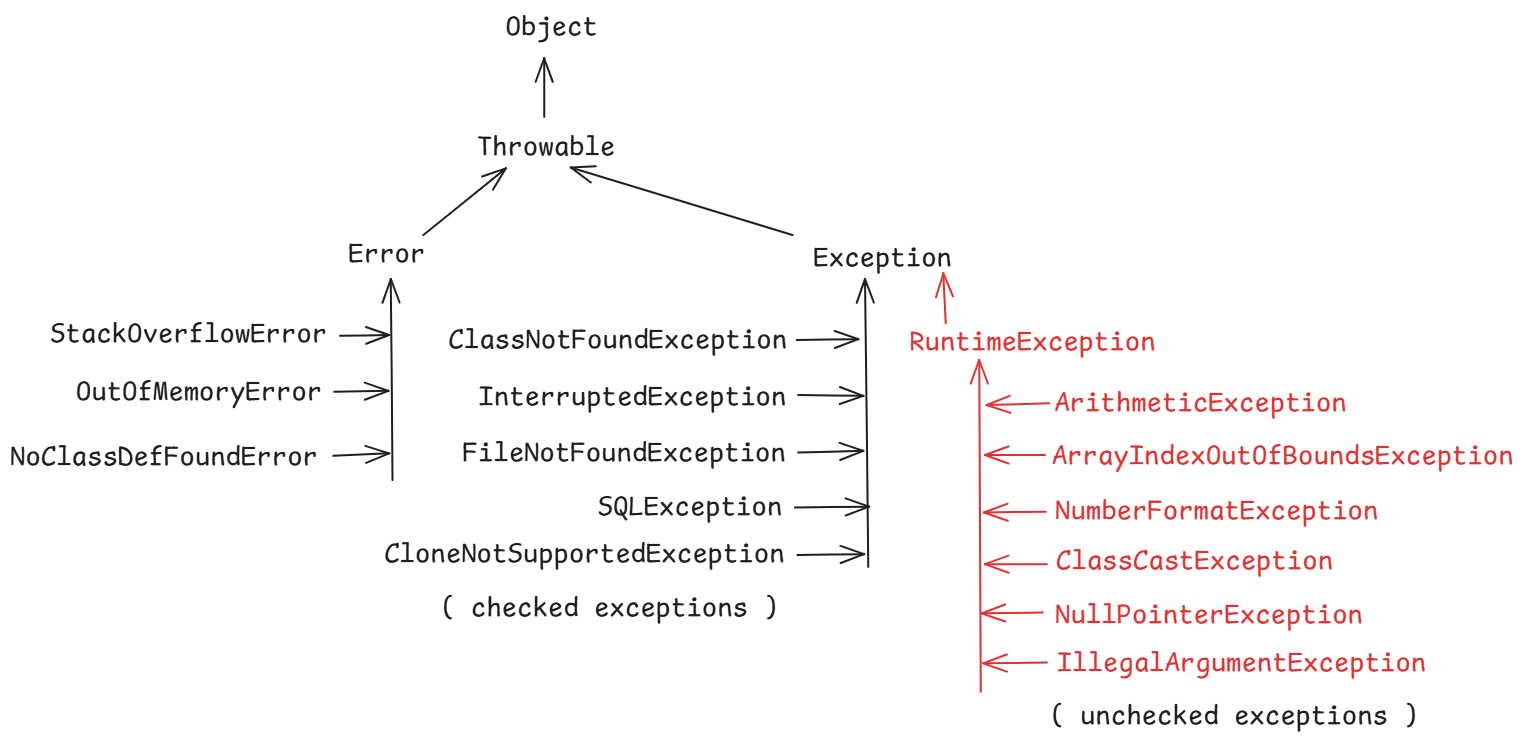 Object
Throwable
Error
Exception
StackOverflowError
OutOfMemoryError
NoClassDefFoundError
ClassNotFoundException
InterruptedException
FileNotFoundException
SQLException
CloneNotSupportedException
( checked exceptions )
RuntimeException
ArithmeticException
ArrayIndexOutOfBoundsException
NumberFormatException
ClassCastException
NullPointerException
IllegalArgumentException
( unchecked exceptions )